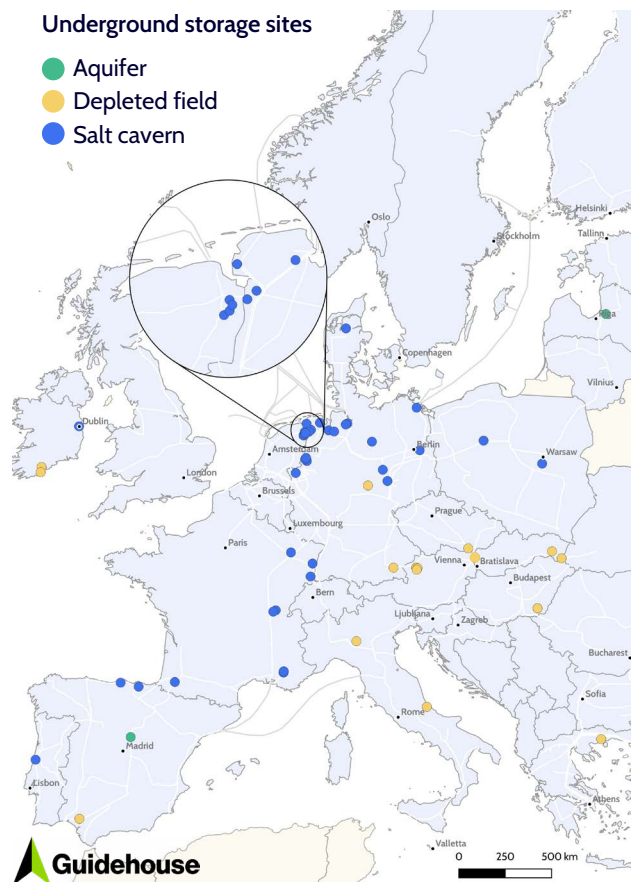 Underground storage sites
Aquifer
Depleted field
Salt cavern
Oslo
Helsinki
Stockholm
Tallinn
Riga
Copenhagen
Vilnius
Dublin
Amsterdam
Berlin
Warsaw
London
Brussels
Luxembourg
Prague
Paris
Vienna
Bratislava
Budapest
Bern
Ljubljana
Zagreb
Bucharest
Sofia
Rome
Madrid
Lisbon
Athens
Valletta
Guidehouse
0 250 500 km